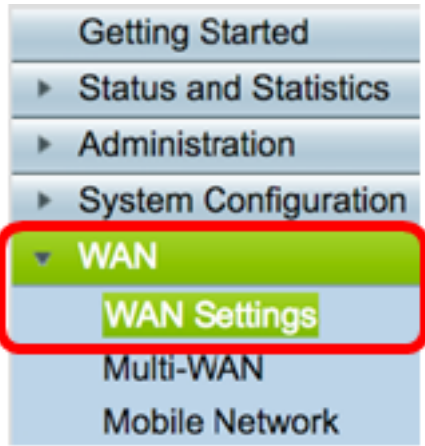 Getting Started
Status and Statistics
Administration
System Configuration
WAN
WAN Settings
Multi-WAN
Mobile Network